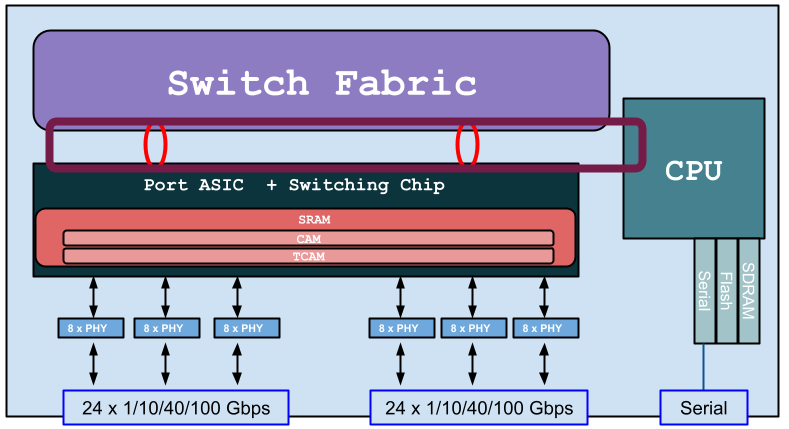 Switch Fabric
CPU
Port ASIC + Switching Chip
SRAM
CAM
TCAM
Serial
Flash
SDRAM
8 x PHY
8 x PHY
8 x PHY
8 x PHY
8 x PHY
8 x PHY
24 x 1/10/40/100 Gbps
24 x 1/10/40/100 Gbps
Serial